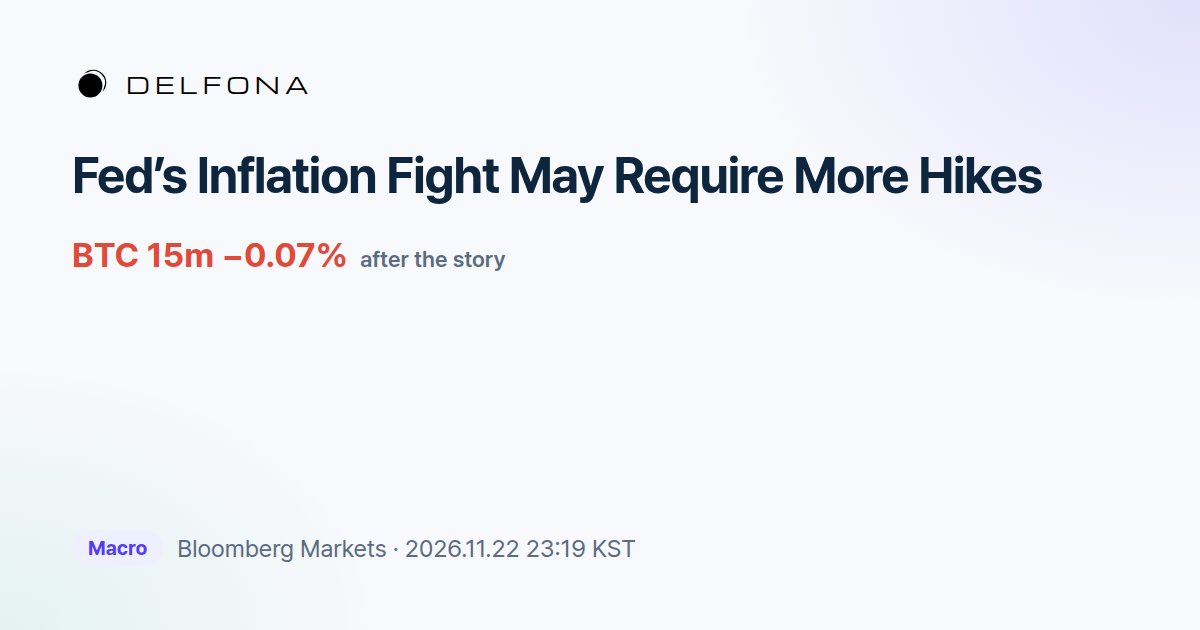 DELFONA
Fed’s Inflation Fight May Require More Hikes
BTC 15m −0.07% after the story
Macro Bloomberg Markets · 2026.11.22 23:19 KST